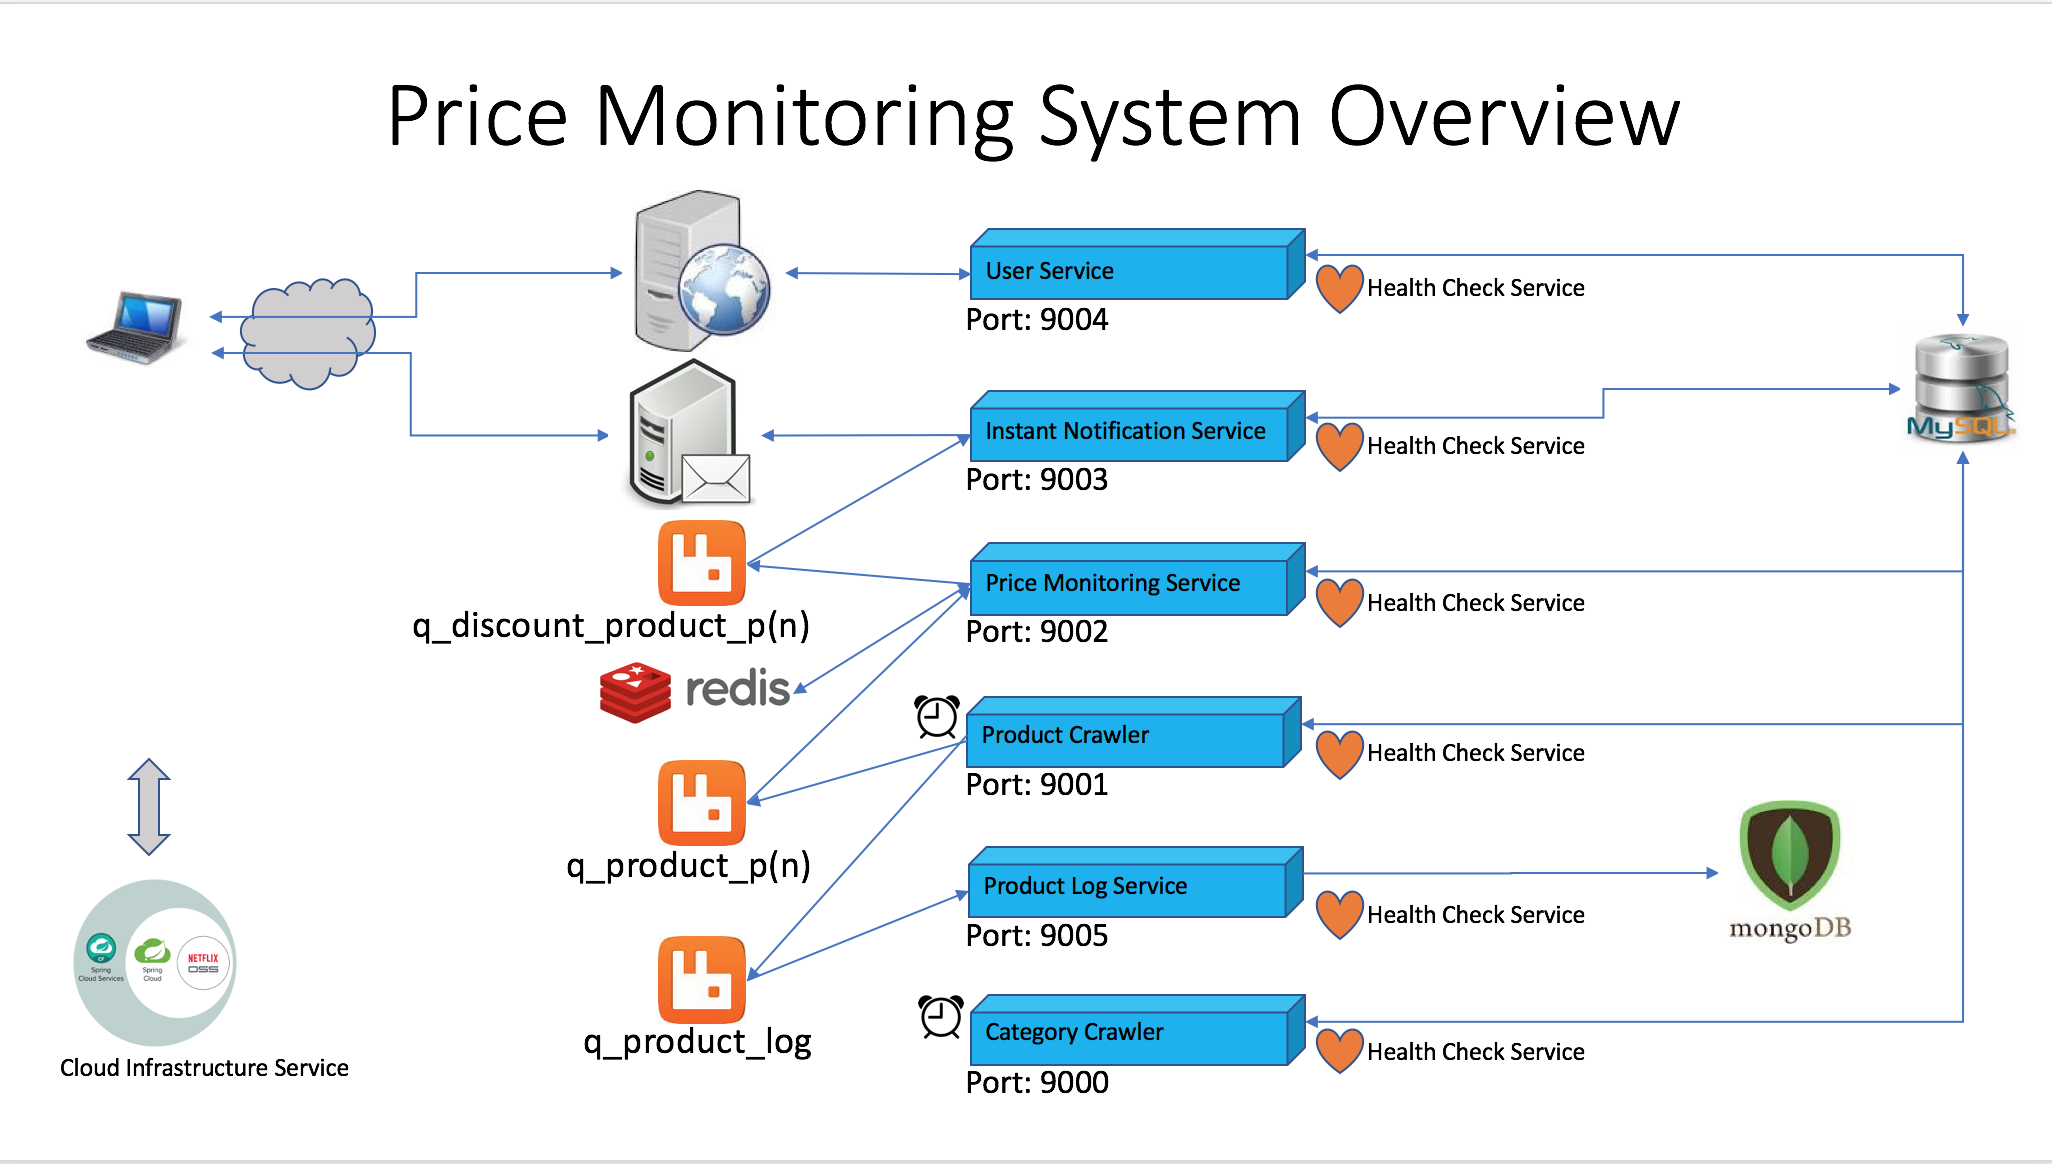 Price Monitoring System Overview
User Service
Health Check Service
Port: 9004
MySQL
Instant Notification Service
Health Check Service
Port: 9003
Price Monitoring Service
Health Check Service
Port: 9002
q_discount_product_p(n)
redis
Product Crawler
Health Check Service
Port: 9001
q_product_p(n)
Product Log Service
Health Check Service
Port: 9005
mongoDB
CF
Spring
Cloud Services
Spring
Cloud
NETFLIX
OSS
q_product_log
Category Crawler
Health Check Service
Port: 9000
Cloud Infrastructure Service